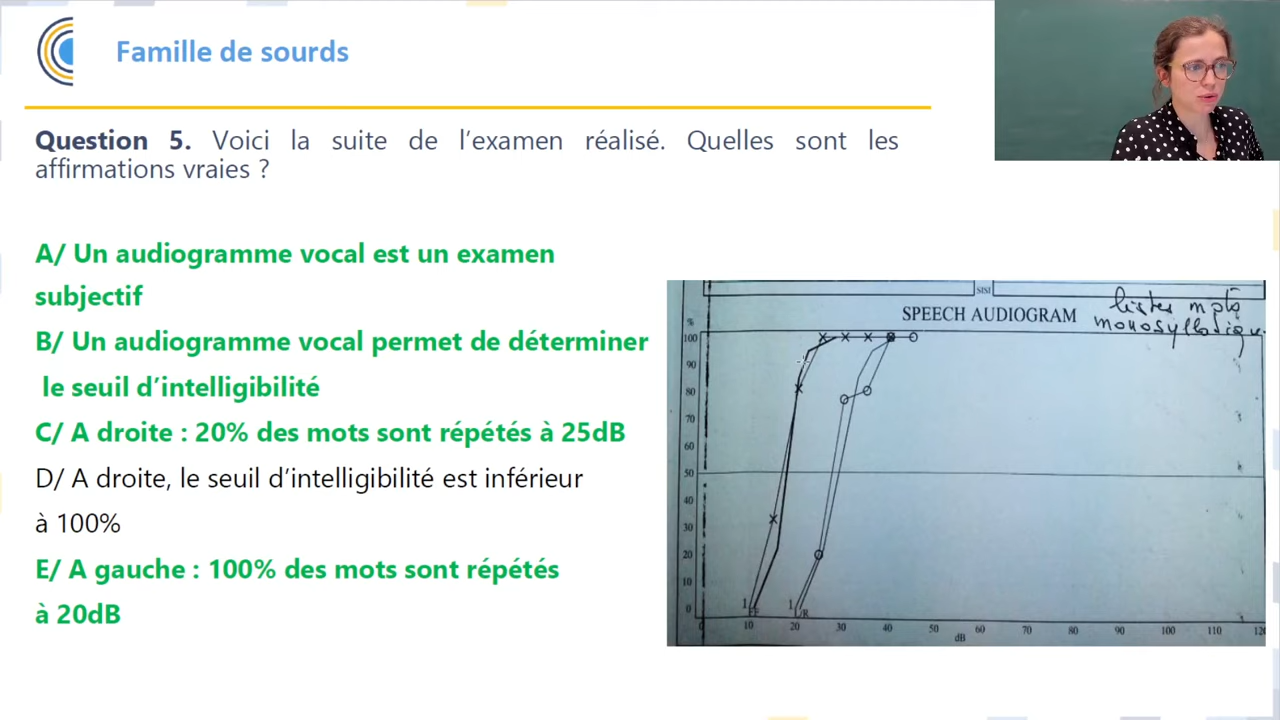 Famille de sourds
Question 5. Voici la suite de l’examen réalisé. Quelles sont les
affirmations vraies ?
A/ Un audiogramme vocal est un examen
subjectif
B/ Un audiogramme vocal permet de déterminer
le seuil d’intelligibilité
C/ A droite : 20% des mots sont répétés à 25dB
D/ A droite, le seuil d’intelligibilité est inférieur
à 100%
E/ A gauche : 100% des mots sont répétés
à 20dB
SISI
SPEECH AUDIOGRAM
listes mots
monosyllabique
%
100
90
80
70
60
50
40
30
20
10
0
10 20 30 40 50 60 70 80 90 100 110 120
dB